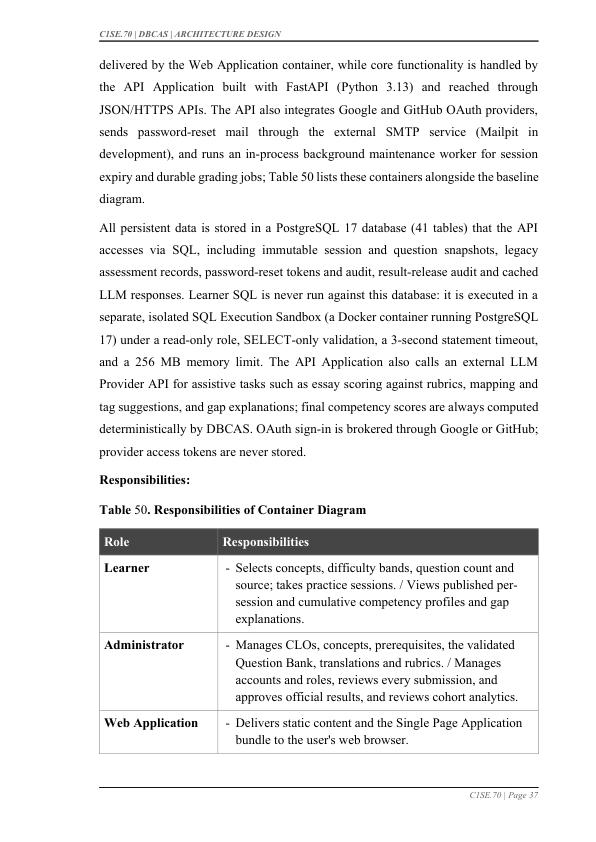 C1SE.70 | DBCAS | ARCHITECTURE DESIGN
delivered by the Web Application container, while core functionality is handled by
the API Application built with FastAPI (Python 3.13) and reached through
JSON/HTTPS APIs. The API also integrates Google and GitHub OAuth providers,
sends password-reset mail through the external SMTP service (Mailpit in
development), and runs an in-process background maintenance worker for session
expiry and durable grading jobs; Table 50 lists these containers alongside the baseline
diagram.
All persistent data is stored in a PostgreSQL 17 database (41 tables) that the API
accesses via SQL, including immutable session and question snapshots, legacy
assessment records, password-reset tokens and audit, result-release audit and cached
LLM responses. Learner SQL is never run against this database: it is executed in a
separate, isolated SQL Execution Sandbox (a Docker container running PostgreSQL
17) under a read-only role, SELECT-only validation, a 3-second statement timeout,
and a 256 MB memory limit. The API Application also calls an external LLM
Provider API for assistive tasks such as essay scoring against rubrics, mapping and
tag suggestions, and gap explanations; final competency scores are always computed
deterministically by DBCAS. OAuth sign-in is brokered through Google or GitHub;
provider access tokens are never stored.
Responsibilities:
Table 50. Responsibilities of Container Diagram
Role Responsibilities
Learner - Selects concepts, difficulty bands, question count and
source; takes practice sessions. / Views published per-
session and cumulative competency profiles and gap
explanations.
Administrator - Manages CLOs, concepts, prerequisites, the validated
Question Bank, translations and rubrics. / Manages
accounts and roles, reviews every submission, and
approves official results, and reviews cohort analytics.
Web Application - Delivers static content and the Single Page Application
bundle to the user's web browser.
C1SE.70 | Page 37